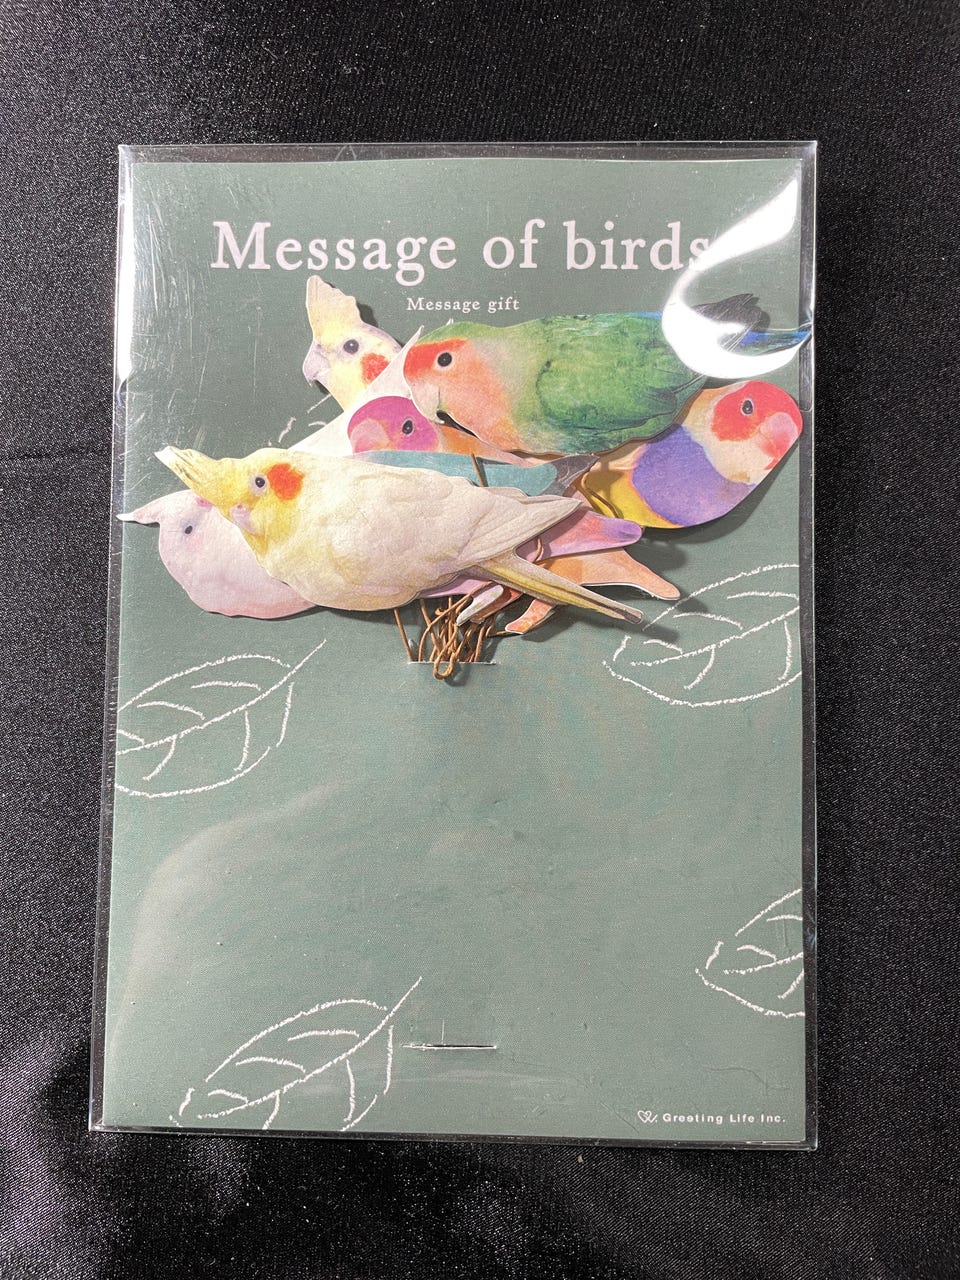 Message of birds
Message gift
Greeting Life Inc.